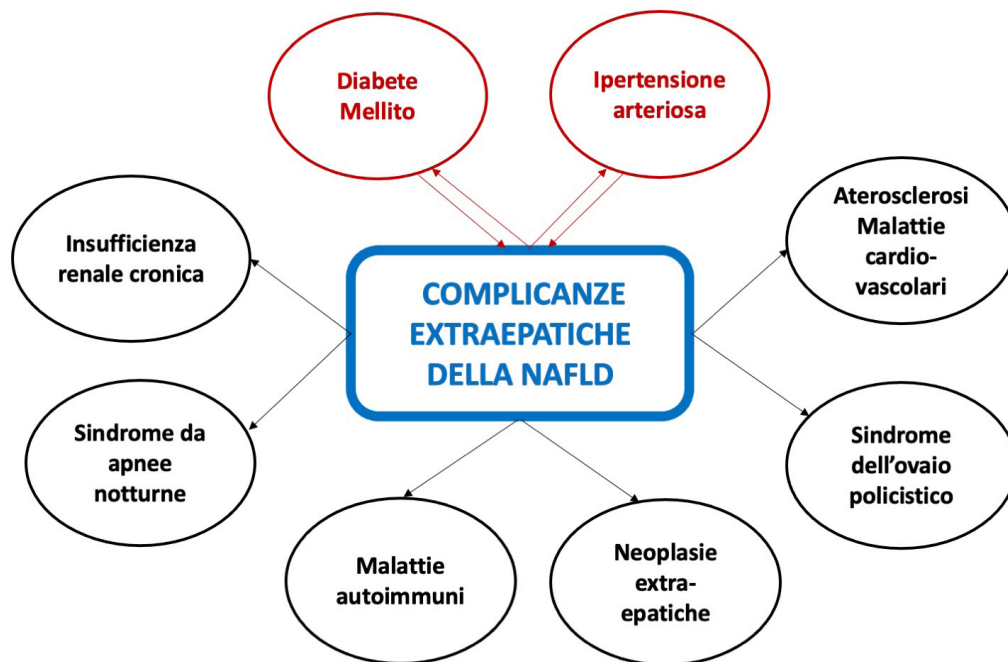 Diabete
Mellito
Ipertensione
arteriosa
Insufficienza
renale cronica
Aterosclerosi
Malattie
cardio-
vascolari
COMPLICANZE
EXTRAEPATICHE
DELLA NAFLD
Sindrome da
apnee
notturne
Sindrome
dell’ovaio
policistico
Malattie
autoimmuni
Neoplasie
extra-
epatiche